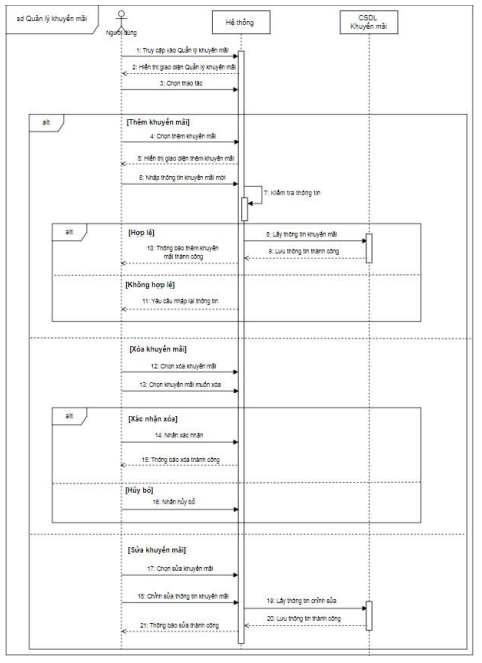 sd Quản lý khuyến mãi
Người dùng
Hệ thống
CSDL
Khuyến mãi
1: Truy cập vào Quản lý khuyến mãi
2: Hiển thị giao diện Quản lý khuyến mãi
3: Chọn thao tác
alt
[Thêm khuyến mãi]
4: Chọn thêm khuyến mãi
5: Hiển thị giao diện thêm khuyến mãi
6: Nhập thông tin khuyến mãi mới
7: Kiểm tra thông tin
alt
[Hợp lệ]
8: Lấy thông tin khuyến mãi
9: Lưu thông tin thành công
10: Thông báo thêm khuyến
mãi thành công
[Không hợp lệ]
11: Yêu cầu nhập lại thông tin
[Xóa khuyến mãi]
12: Chọn xóa khuyến mãi
13: Chọn khuyến mãi muốn xóa
alt
[Xác nhận xóa]
14: Nhấn xác nhận
15: Thông báo xóa thành công
[Hủy bỏ]
16: Nhấn hủy bỏ
[Sửa khuyến mãi]
17: Chọn sửa khuyến mãi
18: Chỉnh sửa thông tin khuyến mãi
19: Lấy thông tin chỉnh sửa
20: Lưu thông tin thành công
21: Thông báo sửa thành công